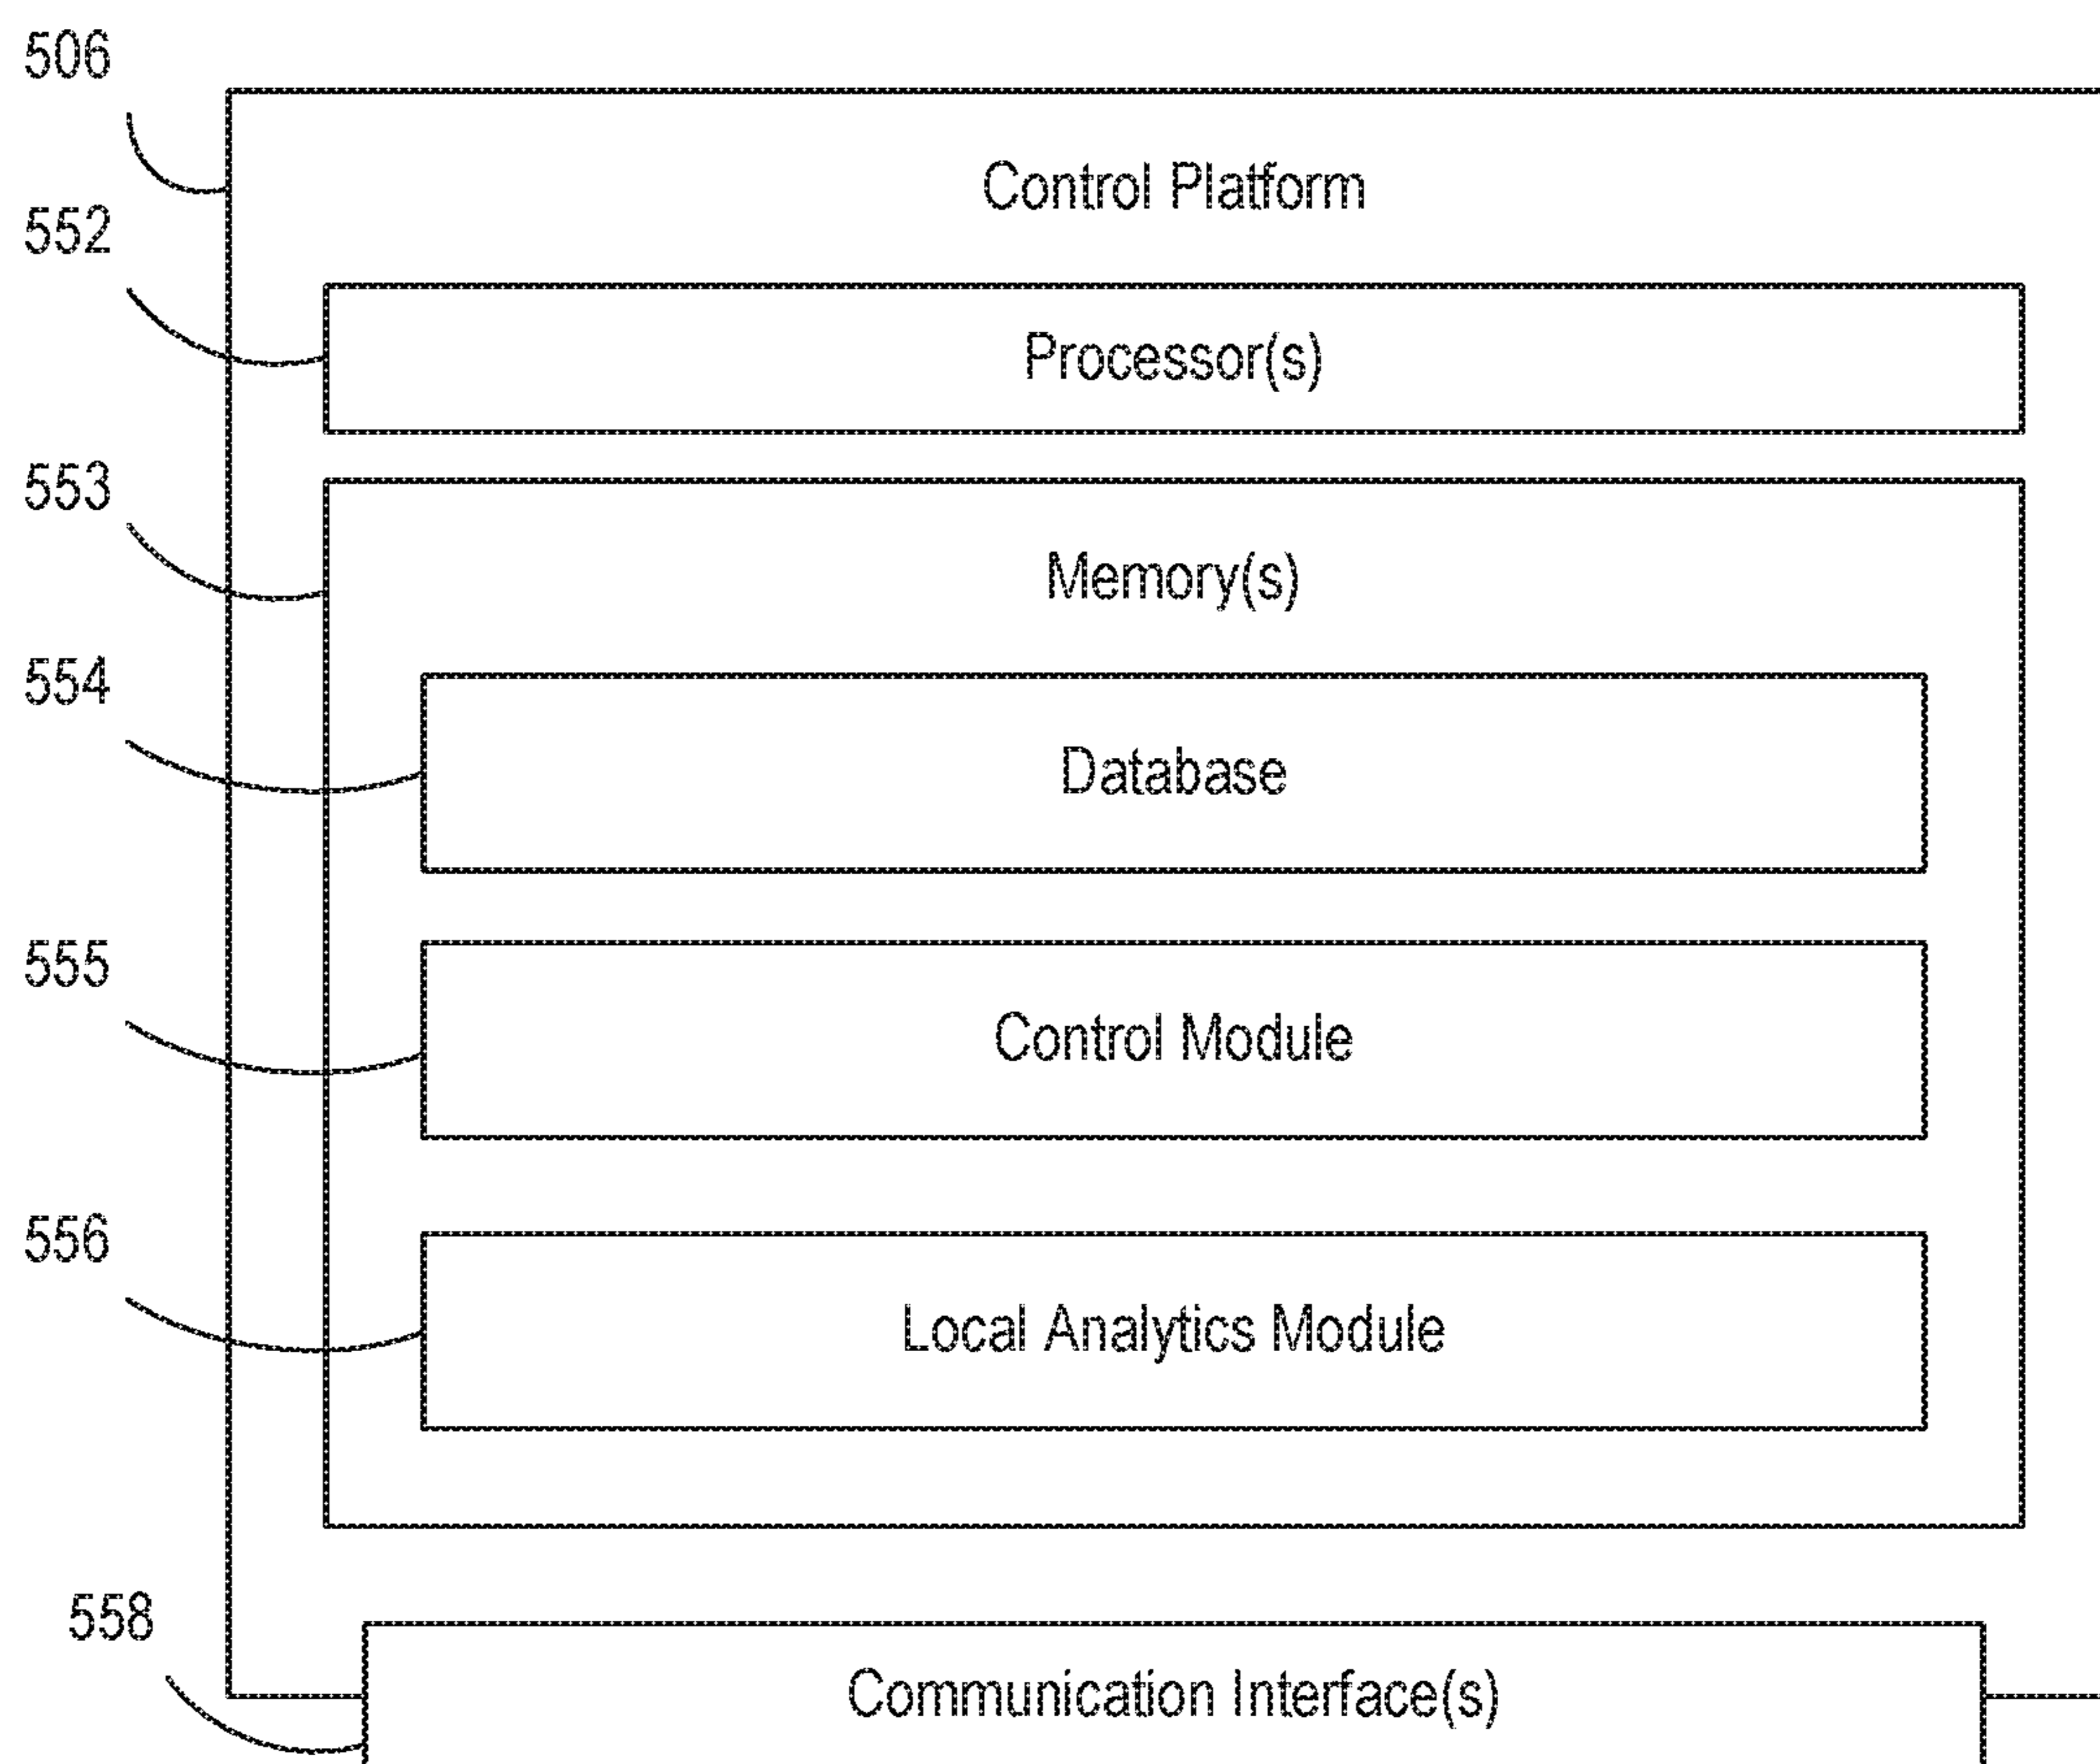 506
Control Platform
552
Processor(s)
553
Memory(s)
554
Database
555
Control Module
556
Local Analytics Module
558
Communication Interface(s)